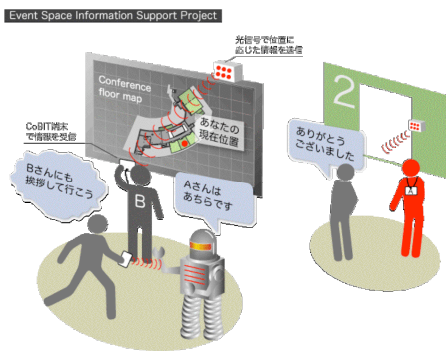 Event Space Information Support Project
光信号で位置に
応じた情報を送信
Conference
floor map
あなたの
現在位置
CoBIT端末
で情報を受信
Bさんにも
挨拶して行こう
B
Aさんは
あちらです
2
ありがとう
ございました
A